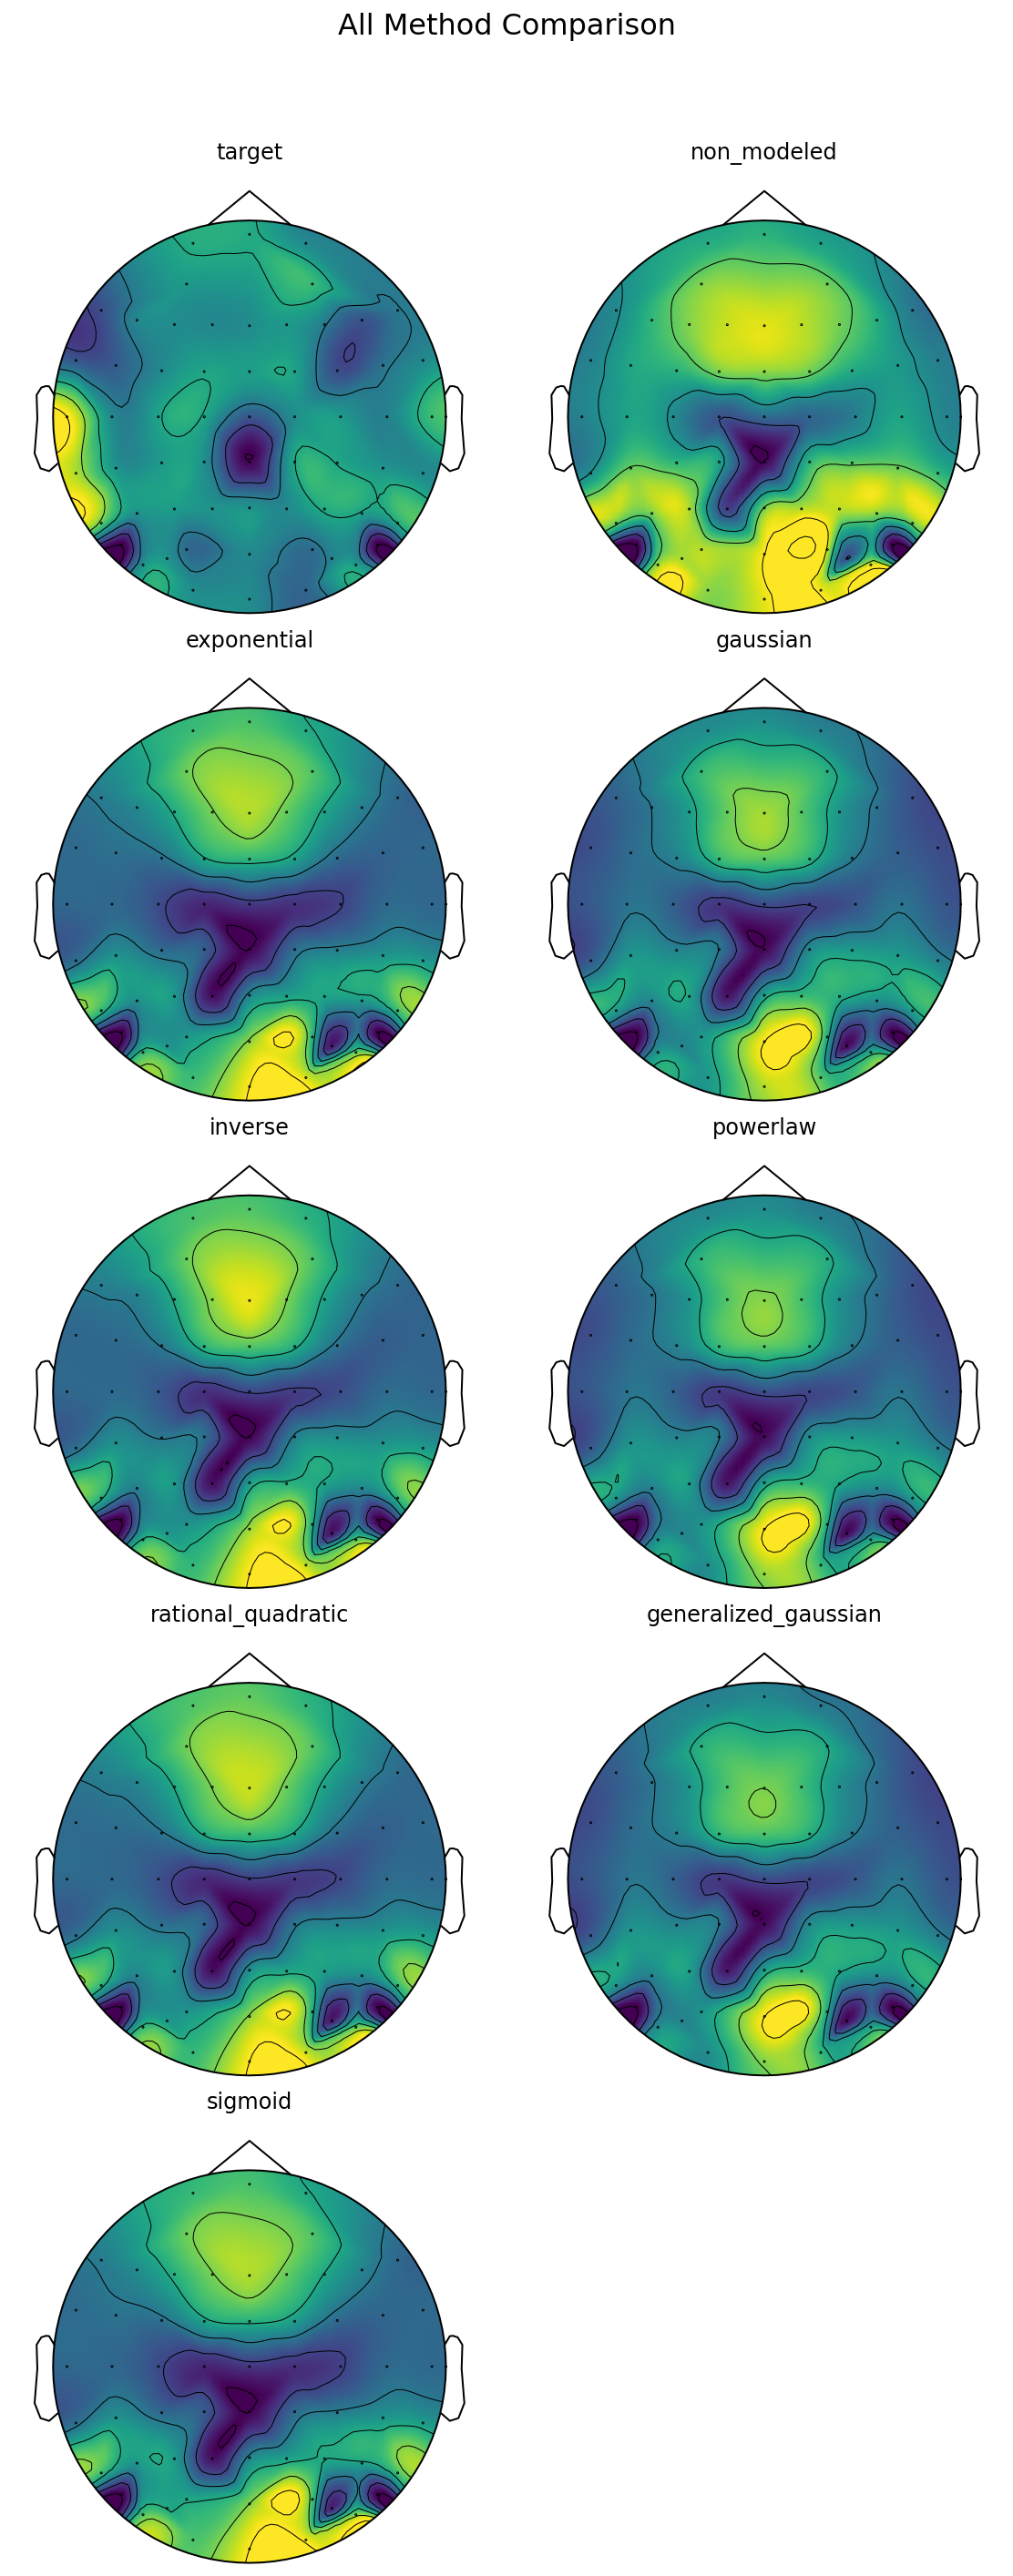 All Method Comparison
target
non_modeled
exponential
gaussian
inverse
powerlaw
rational_quadratic
generalized_gaussian
sigmoid